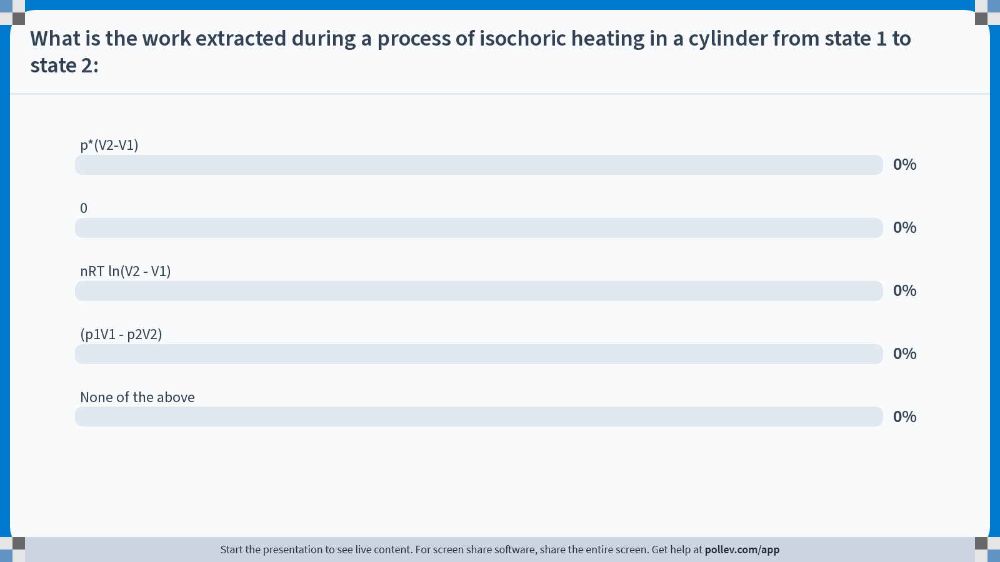 What is the work extracted during a process of isochoric heating in a cylinder from state 1 to
state 2:
p*(V2-V1)
0%
0
0%
nRT ln(V2 - V1)
0%
(p1V1 - p2V2)
0%
None of the above
0%
Start the presentation to see live content. For screen share software, share the entire screen. Get help at pollev.com/app